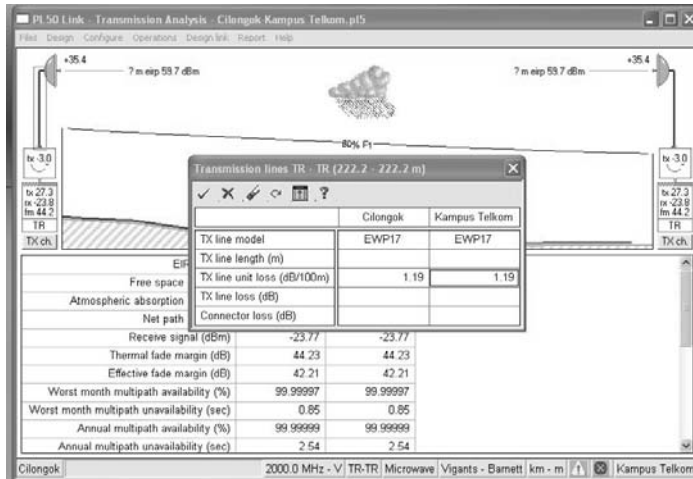 PL50 Link - Transmission Analysis - Cilongok-Kampus Telkom.pl5
Files Design Configure Operations Design link Report Help
+35.4
? m eirp 59.7 dBm
? m eirp 59.7 dBm
+35.4
60% F1
tx -3.0
tx -3.0
tx 27.3
rx -23.8
fm 44.2
TR
TX ch.
tx 27.3
rx -23.8
fm 44.2
TR
TX ch.
Transmission lines TR - TR (222.2 - 222.2 m)
Cilongok Kampus Telkom
TX line model EWP17 EWP17
TX line length (m)
TX line unit loss (dB/100m) 1.19 1.19
TX line loss (dB)
Connector loss (dB)
EIR
Free space
Atmospheric absorption
Net path
Receive signal (dBm) -23.77 -23.77
Thermal fade margin (dB) 44.23 44.23
Effective fade margin (dB) 42.21 42.21
Worst month multipath availability (%) 99.99997 99.99997
Worst month multipath unavailability (sec) 0.85 0.85
Annual multipath availability (%) 99.99999 99.99999
Annual multipath unavailability (sec) 2.54 2.54
Cilongok 2000.0 MHz - V TR-TR Microwave Vigants - Barnett km - m Kampus Telkom